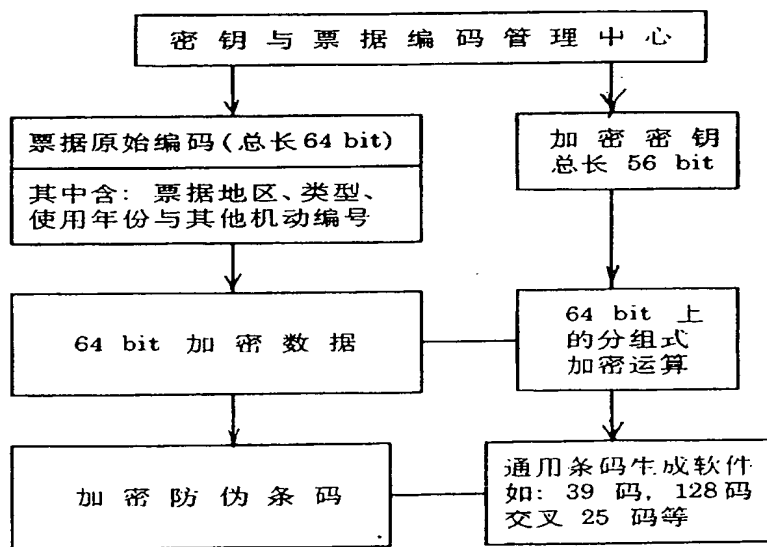 密钥与票据编码管理中心
票据原始编码(总长64 bit)
其中含: 票据地区、类型、
使用年份与其他机动编号
加密密钥
总长 56 bit
64 bit 加密数据
64 bit 上
的分组式
加密运算
加密防伪条码
通用条码生成软件
如: 39 码, 128码
交叉 25 码等